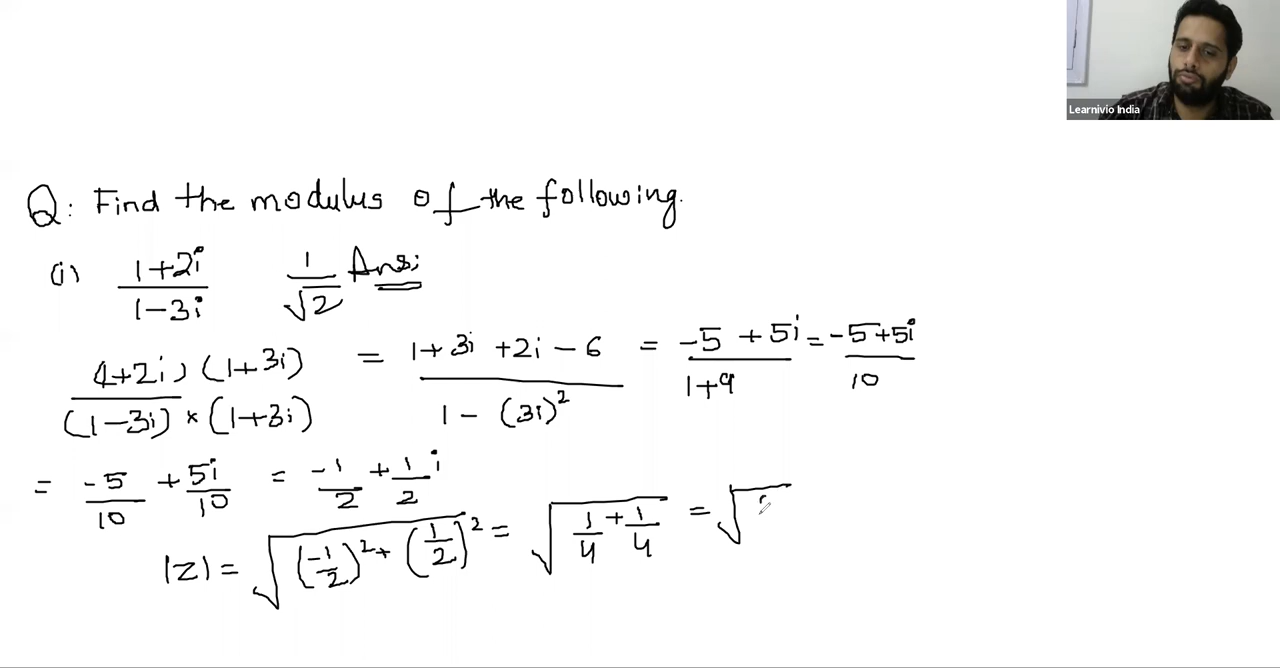 Learnivio India
Q: Find the modulus of the following.
(i) (1+2i)/(1-3i) 1/√2 Ans:
4+2i) (1+3i) / (1-3i) × (1+3i) = (1+3i+2i-6)/(1-(3i)²) = (-5+5i)/(1+9) = (-5+5i)/10
= -5/10 + 5i/10 = -1/2 + 1/2 i
|z| = √((-1/2)² + (1/2)²) = √(1/4 + 1/4) = √